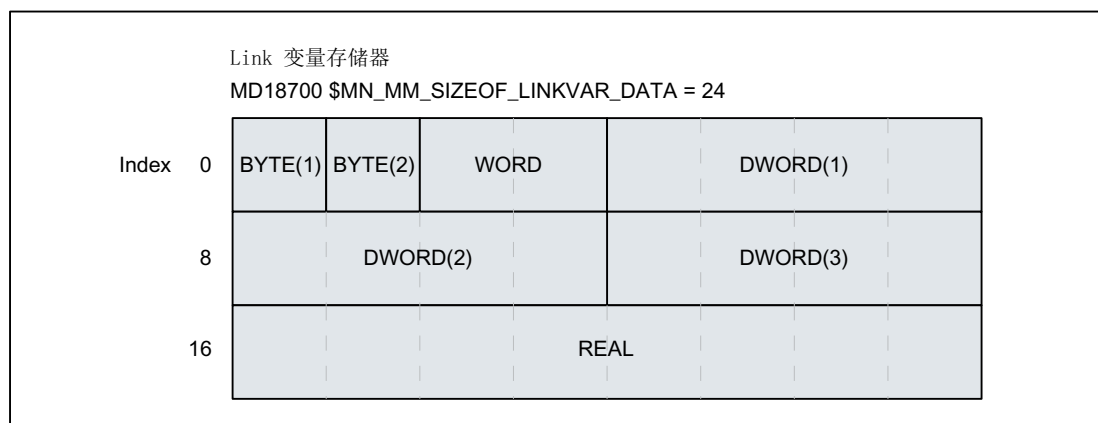 Link 变量存储器
MD18700 $MN_MM_SIZEOF_LINKVAR_DATA = 24
Index 0 BYTE(1) BYTE(2) WORD DWORD(1)
8 DWORD(2) DWORD(3)
16 REAL